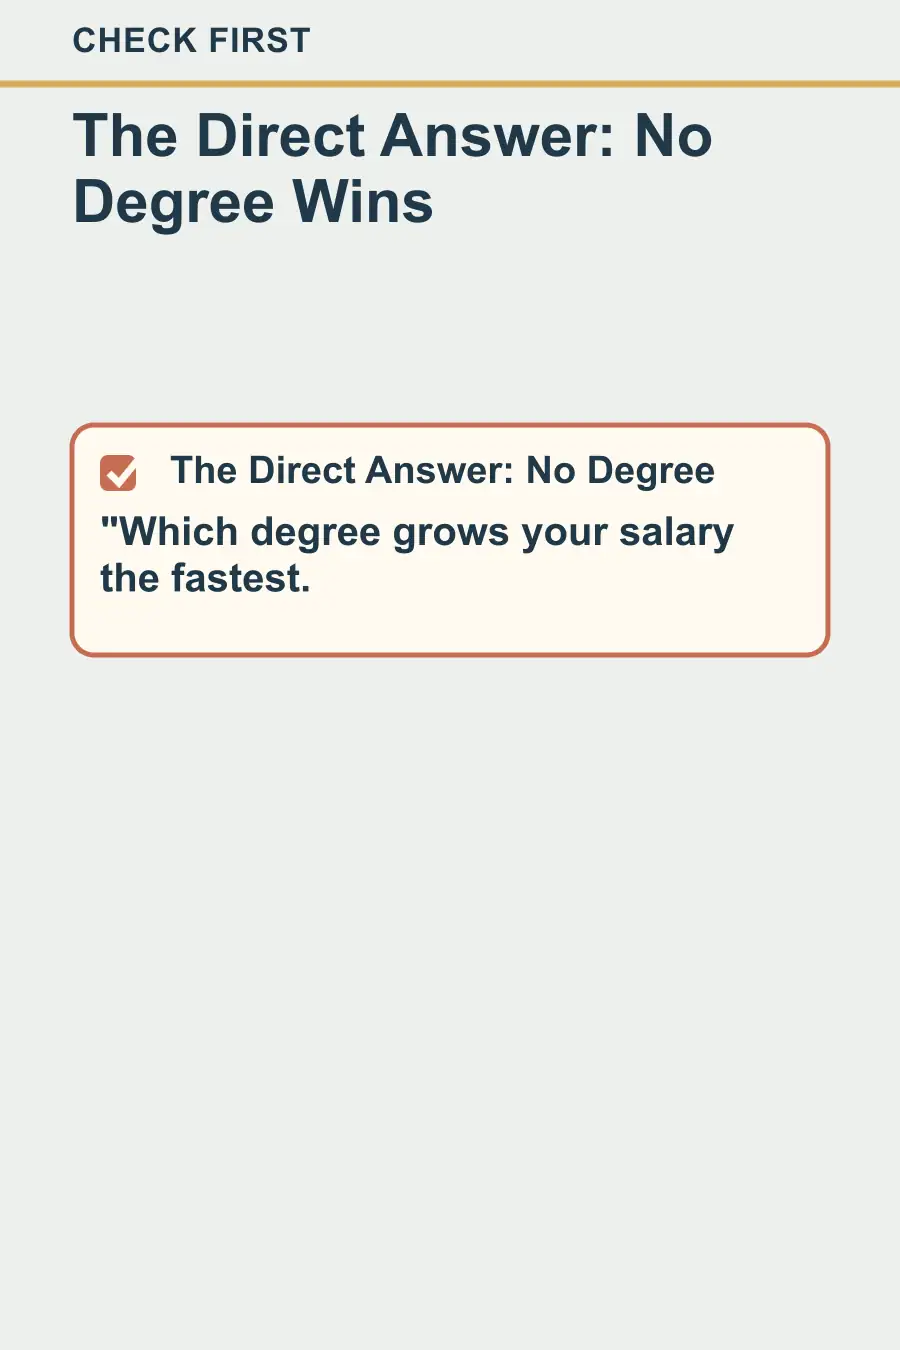 CHECK FIRST
The Direct Answer: No
Degree Wins
The Direct Answer: No Degree
"Which degree grows your salary
the fastest.